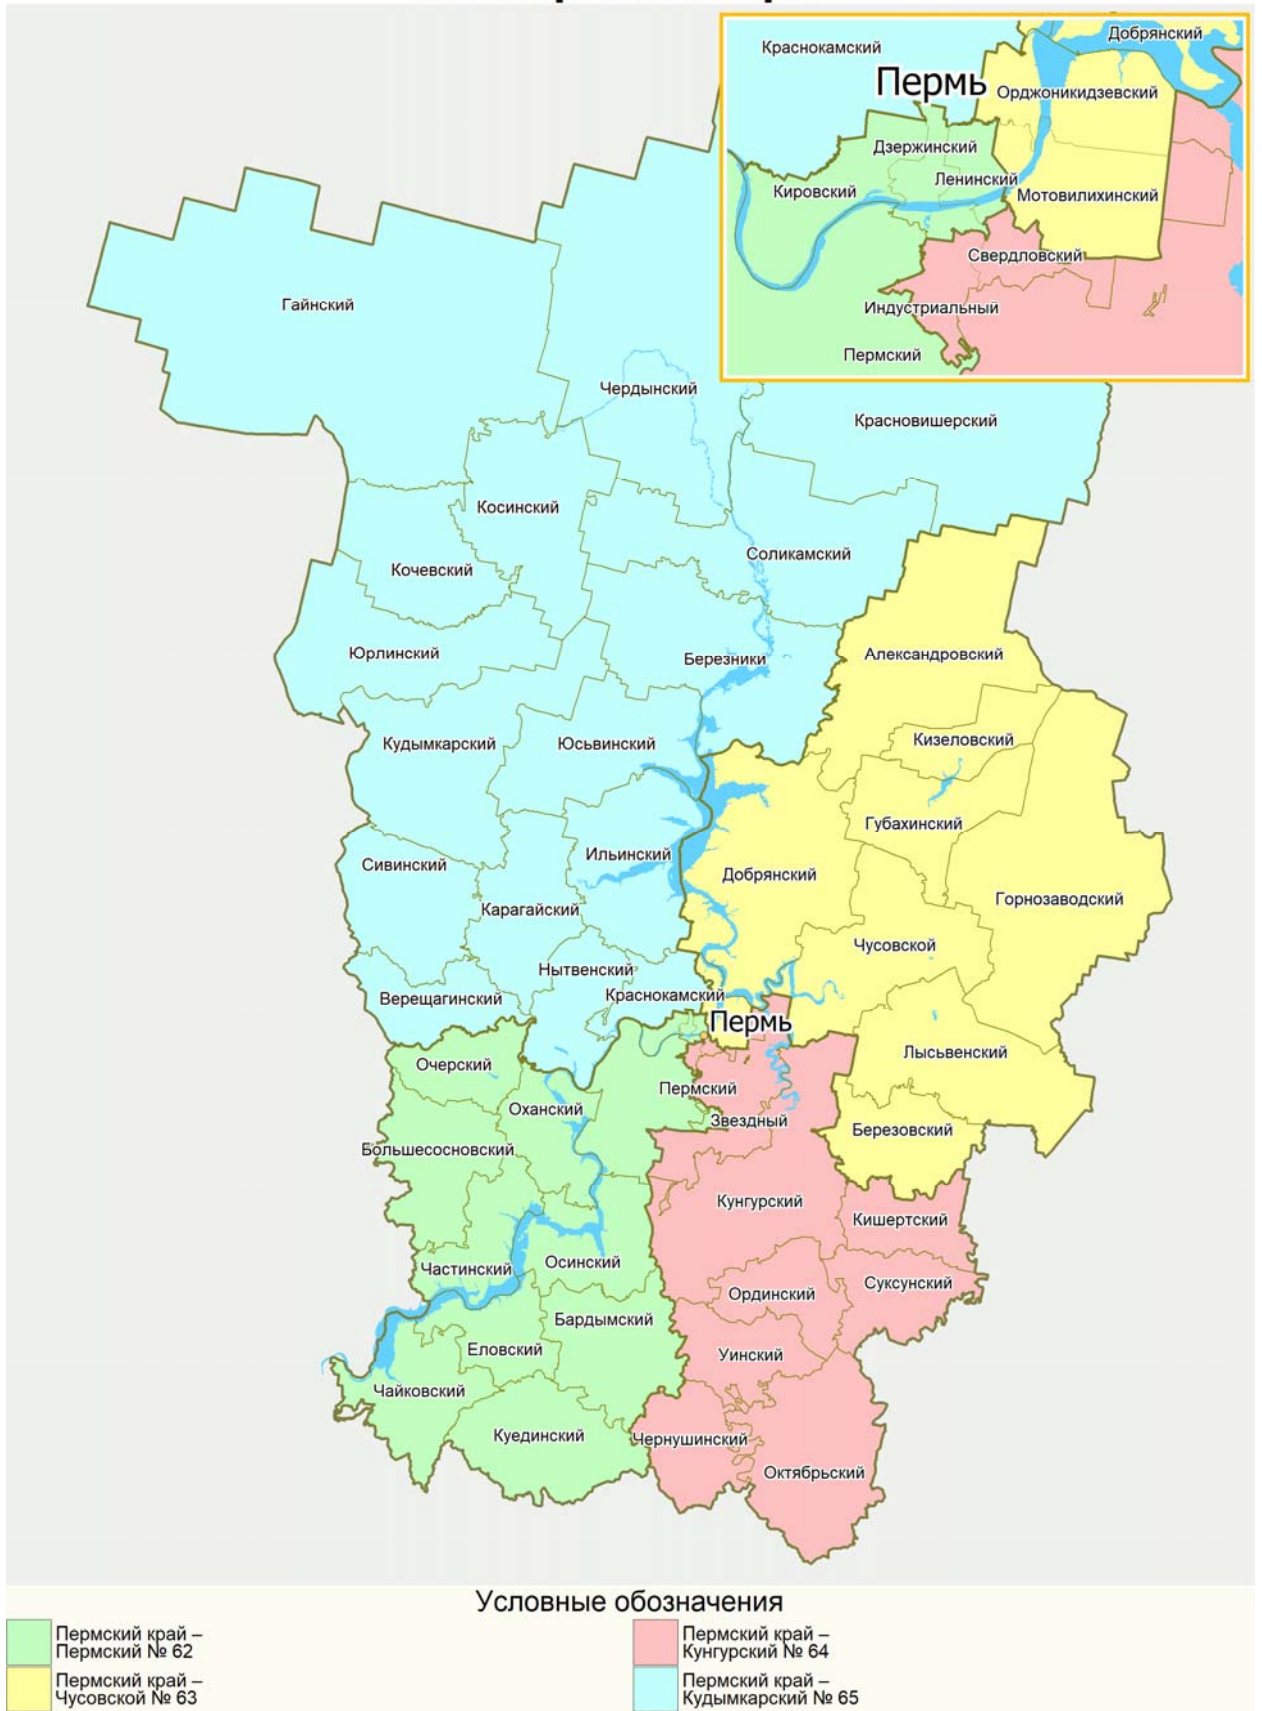 Краснокамский
Добрянский
Пермь
Орджоникидзевский
Дзержинский
Ленинский
Кировский
Мотовилихинский
Свердловский
Индустриальный
Пермский
Гайнский
Чердынский
Красновишерский
Косинский
Соликамский
Кочевский
Юрлинский
Березники
Александровский
Кудымкарский
Юсьвинский
Кизеловский
Губахинский
Ильинский
Сивинский
Добрянский
Горнозаводский
Карагайский
Чусовской
Нытвенский
Краснокамский
Верещагинский
Пермь
Очерский
Лысьвенский
Пермский
Оханский
Звездный
Березовский
Большесосновский
Кунгурский
Кишертский
Частинский
Осинский
Суксунский
Ординский
Бардымский
Еловский
Уинский
Чайковский
Куединский
Чернушинский
Октябрьский
Условные обозначения
Пермский край –
Пермский № 62
Пермский край –
Чусовской № 63
Пермский край –
Кунгурский № 64
Пермский край –
Кудымкарский № 65